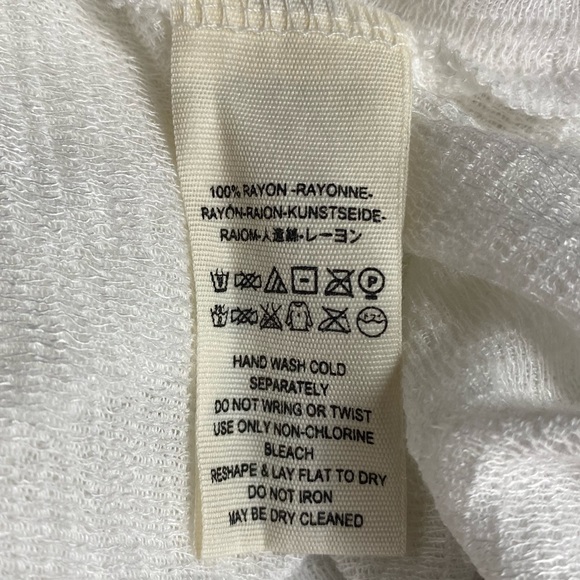 100% RAYON -RAYONNE-
RAYÓN-RAION-KUNSTSEIDE-
RAIOM-人造綿-レーヨン
P
HAND WASH COLD
SEPARATELY
DO NOT WRING OR TWIST
USE ONLY NON-CHLORINE
BLEACH
RESHAPE & LAY FLAT TO DRY
DO NOT IRON
MAY BE DRY CLEANED